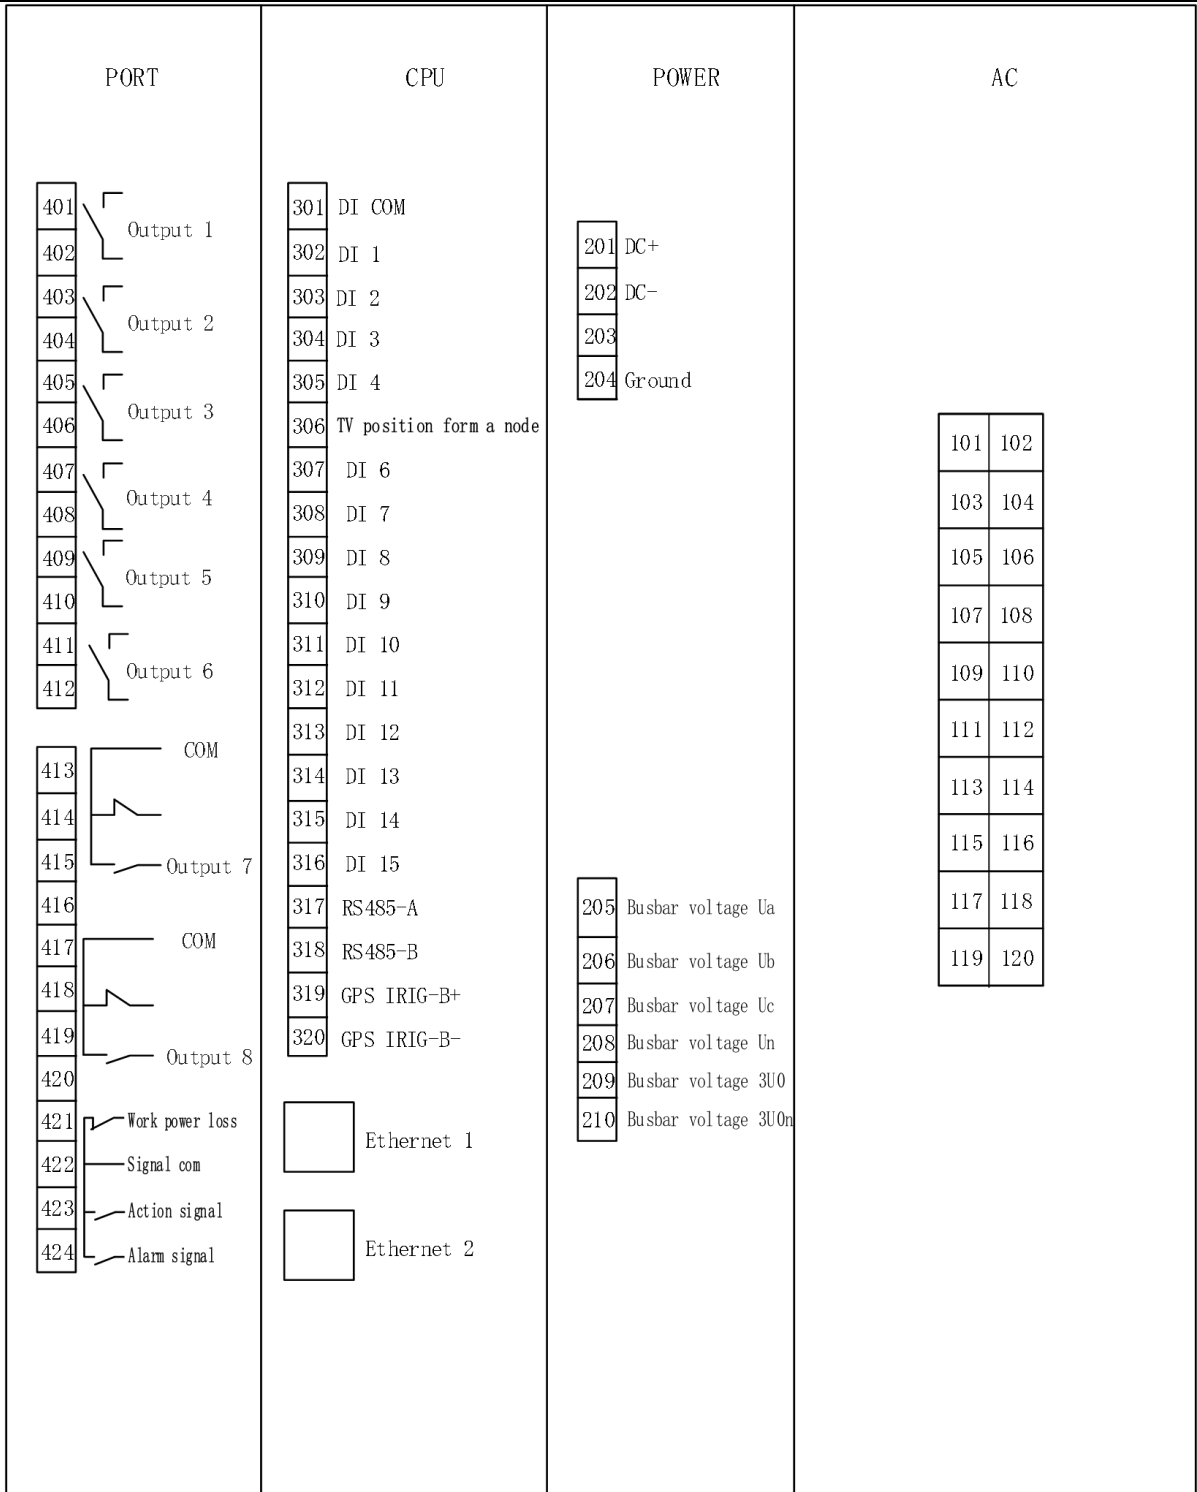 PORT
401
402
Output 1
403
404
Output 2
405
406
Output 3
407
408
Output 4
409
410
Output 5
411
412
Output 6
413
COM
414
415
Output 7
416
417
COM
418
419
Output 8
420
421 Work power loss
422 Signal com
423 Action signal
424 Alarm signal
CPU
301 DI COM
302 DI 1
303 DI 2
304 DI 3
305 DI 4
306 TV position form a node
307 DI 6
308 DI 7
309 DI 8
310 DI 9
311 DI 10
312 DI 11
313 DI 12
314 DI 13
315 DI 14
316 DI 15
317 RS485-A
318 RS485-B
319 GPS IRIG-B+
320 GPS IRIG-B-
Ethernet 1
Ethernet 2
POWER
201 DC+
202 DC-
203
204 Ground
205 Busbar voltage Ua
206 Busbar voltage Ub
207 Busbar voltage Uc
208 Busbar voltage Un
209 Busbar voltage 3U0
210 Busbar voltage 3U0n
AC
101 102
103 104
105 106
107 108
109 110
111 112
113 114
115 116
117 118
119 120